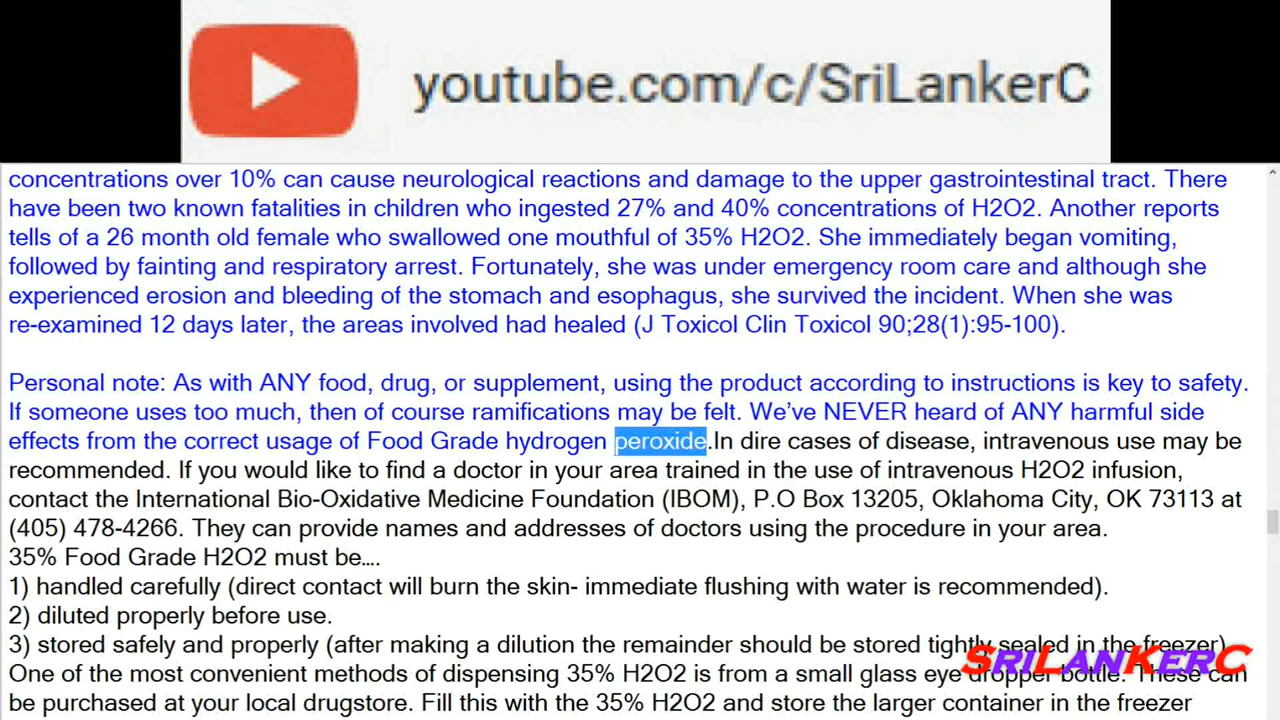 youtube.com/c/SriLankerC
concentrations over 10% can cause neurological reactions and damage to the upper gastrointestinal tract. There
have been two known fatalities in children who ingested 27% and 40% concentrations of H2O2. Another reports
tells of a 26 month old female who swallowed one mouthful of 35% H2O2. She immediately began vomiting,
followed by fainting and respiratory arrest. Fortunately, she was under emergency room care and although she
experienced erosion and bleeding of the stomach and esophagus, she survived the incident. When she was
re-examined 12 days later, the areas involved had healed (J Toxicol Clin Toxicol 90;28(1):95-100).
Personal note: As with ANY food, drug, or supplement, using the product according to instructions is key to safety.
If someone uses too much, then of course ramifications may be felt. We’ve NEVER heard of ANY harmful side
effects from the correct usage of Food Grade hydrogen peroxide.In dire cases of disease, intravenous use may be
recommended. If you would like to find a doctor in your area trained in the use of intravenous H2O2 infusion,
contact the International Bio-Oxidative Medicine Foundation (IBOM), P.O Box 13205, Oklahoma City, OK 73113 at
(405) 478-4266. They can provide names and addresses of doctors using the procedure in your area.
35% Food Grade H2O2 must be….
1) handled carefully (direct contact will burn the skin- immediate flushing with water is recommended).
2) diluted properly before use.
3) stored safely and properly (after making a dilution the remainder should be stored tightly sealed in the freezer).
One of the most convenient methods of dispensing 35% H2O2 is from a small glass eye dropper bottle. These can
be purchased at your local drugstore. Fill this with the 35% H2O2 and store the larger container in the freezer
SRILANKERC